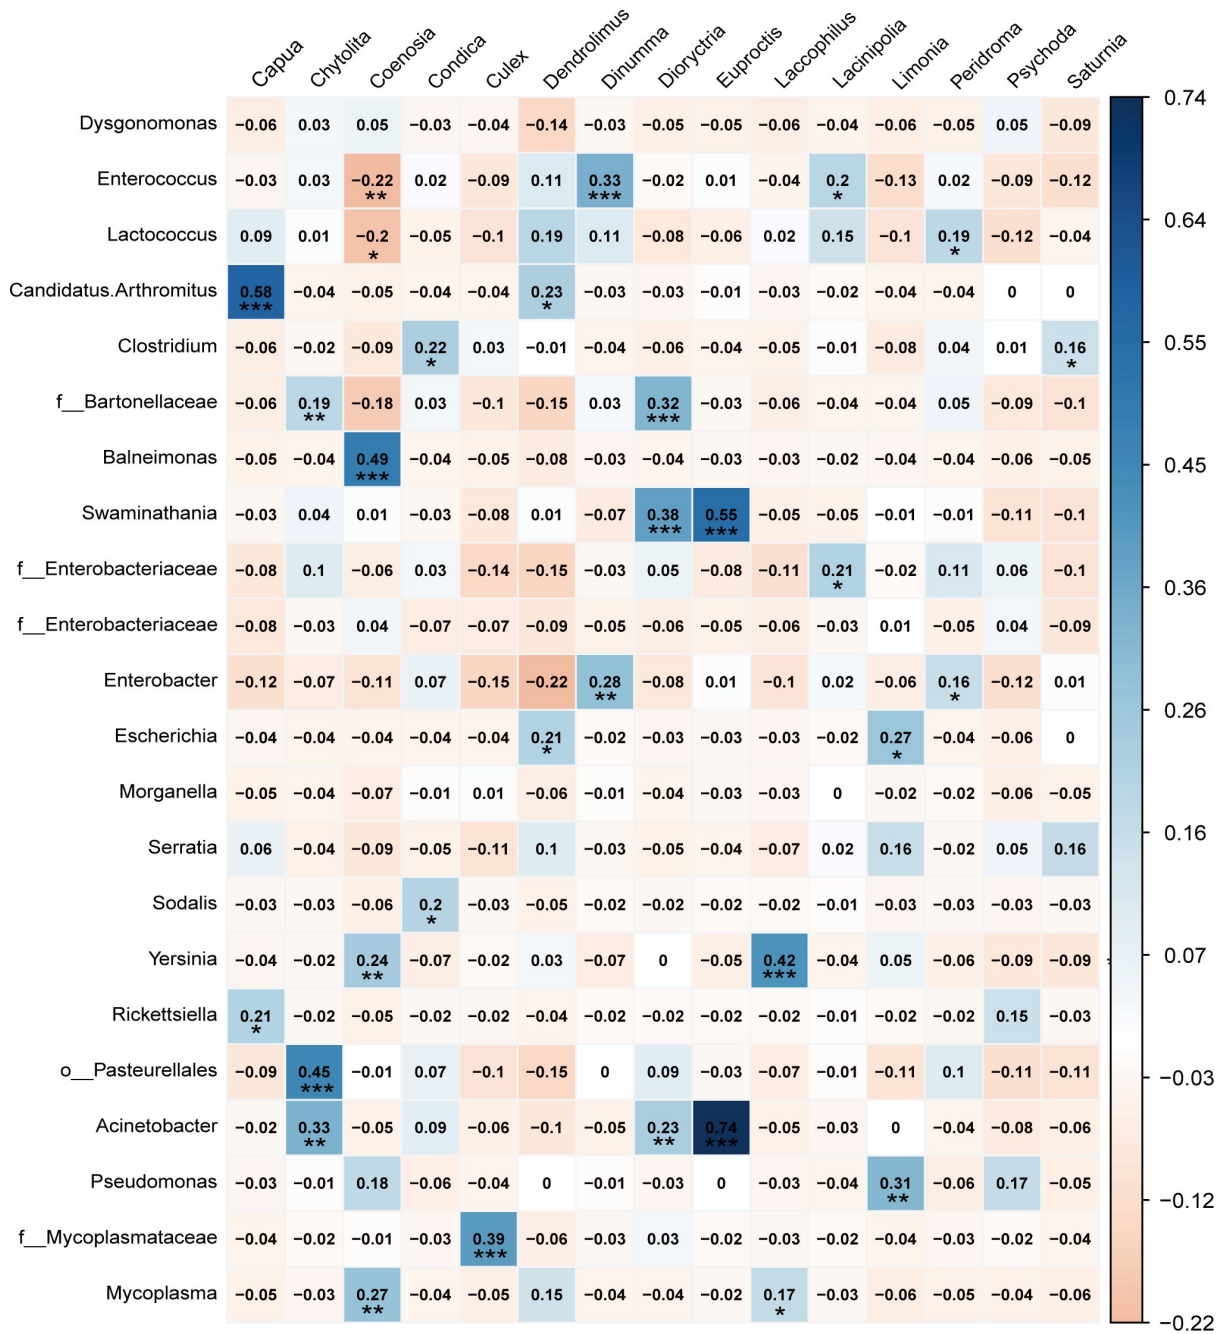 Capua Chytolita Coenosia Condica Culex Dendrolimus Dinumma Dioryctria Euproctis Laccophilus Lacinipolia Limonia Peridroma Psychoda Saturnia
Dysgonomonas −0.06 0.03 0.05 −0.03 −0.04 −0.14 −0.03 −0.05 −0.05 −0.06 −0.04 −0.06 −0.05 0.05 −0.09
Enterococcus −0.03 0.03 −0.22 0.02 −0.09 0.11 0.33 −0.02 0.01 −0.04 0.2 −0.13 0.02 −0.09 −0.12
** *** *
Lactococcus 0.09 0.01 −0.2 −0.05 −0.1 0.19 0.11 −0.08 −0.06 0.02 0.15 −0.1 0.19 −0.12 −0.04
* *
Candidatus.Arthromitus 0.58 −0.04 −0.05 −0.04 −0.04 0.23 −0.03 −0.03 −0.01 −0.03 −0.02 −0.04 −0.04 0 0
*** *
Clostridium −0.06 −0.02 −0.09 0.22 0.03 −0.01 −0.04 −0.06 −0.04 −0.05 −0.01 −0.08 0.04 0.01 0.16
* *
f__Bartonellaceae −0.06 0.19 −0.18 0.03 −0.1 −0.15 0.03 0.32 −0.03 −0.06 −0.04 −0.04 0.05 −0.09 −0.1
** ***
Balneimonas −0.05 −0.04 0.49 −0.04 −0.05 −0.08 −0.03 −0.04 −0.03 −0.03 −0.02 −0.04 −0.04 −0.06 −0.05
***
Swaminathania −0.03 0.04 0.01 −0.03 −0.08 0.01 −0.07 0.38 0.55 −0.05 −0.05 −0.01 −0.01 −0.11 −0.1
*** ***
f__Enterobacteriaceae −0.08 0.1 −0.06 0.03 −0.14 −0.15 −0.03 0.05 −0.08 −0.11 0.21 −0.02 0.11 0.06 −0.1
*
f__Enterobacteriaceae −0.08 −0.03 0.04 −0.07 −0.07 −0.09 −0.05 −0.06 −0.05 −0.06 −0.03 0.01 −0.05 0.04 −0.09
Enterobacter −0.12 −0.07 −0.11 0.07 −0.15 −0.22 0.28 −0.08 0.01 −0.1 0.02 −0.06 0.16 −0.12 0.01
** *
Escherichia −0.04 −0.04 −0.04 −0.04 −0.04 0.21 −0.02 −0.03 −0.03 −0.03 −0.02 0.27 −0.04 −0.06 0
* *
Morganella −0.05 −0.04 −0.07 −0.01 0.01 −0.06 −0.01 −0.04 −0.03 −0.03 0 −0.02 −0.02 −0.06 −0.05
Serratia 0.06 −0.04 −0.09 −0.05 −0.11 0.1 −0.03 −0.05 −0.04 −0.07 0.02 0.16 −0.02 0.05 0.16
Sodalis −0.03 −0.03 −0.06 0.2 −0.03 −0.05 −0.02 −0.02 −0.02 −0.02 −0.01 −0.03 −0.03 −0.03 −0.03
*
Yersinia −0.04 −0.02 0.24 −0.07 −0.02 0.03 −0.07 0 −0.05 0.42 −0.04 0.05 −0.06 −0.09 −0.09
** ***
Rickettsiella 0.21 −0.02 −0.05 −0.02 −0.02 −0.04 −0.02 −0.02 −0.02 −0.02 −0.01 −0.02 −0.02 0.15 −0.03
*
o__Pasteurellales −0.09 0.45 −0.01 0.07 −0.1 −0.15 0 0.09 −0.03 −0.07 −0.01 −0.11 0.1 −0.11 −0.11
***
Acinetobacter −0.02 0.33 −0.05 0.09 −0.06 −0.1 −0.05 0.23 0.74 −0.05 −0.03 0 −0.04 −0.08 −0.06
** ** ***
Pseudomonas −0.03 −0.01 0.18 −0.06 −0.04 0 −0.01 −0.03 0 −0.03 −0.04 0.31 −0.06 0.17 −0.05
**
f__Mycoplasmataceae −0.04 −0.02 −0.01 −0.03 0.39 −0.06 −0.03 0.03 −0.02 −0.03 −0.02 −0.04 −0.03 −0.02 −0.04
***
Mycoplasma −0.05 −0.03 0.27 −0.04 −0.05 0.15 −0.04 −0.04 −0.02 0.17 −0.03 −0.06 −0.05 −0.04 −0.06
** *
0.74
0.64
0.55
0.45
0.36
0.26
0.16
0.07
−0.03
−0.12
−0.22